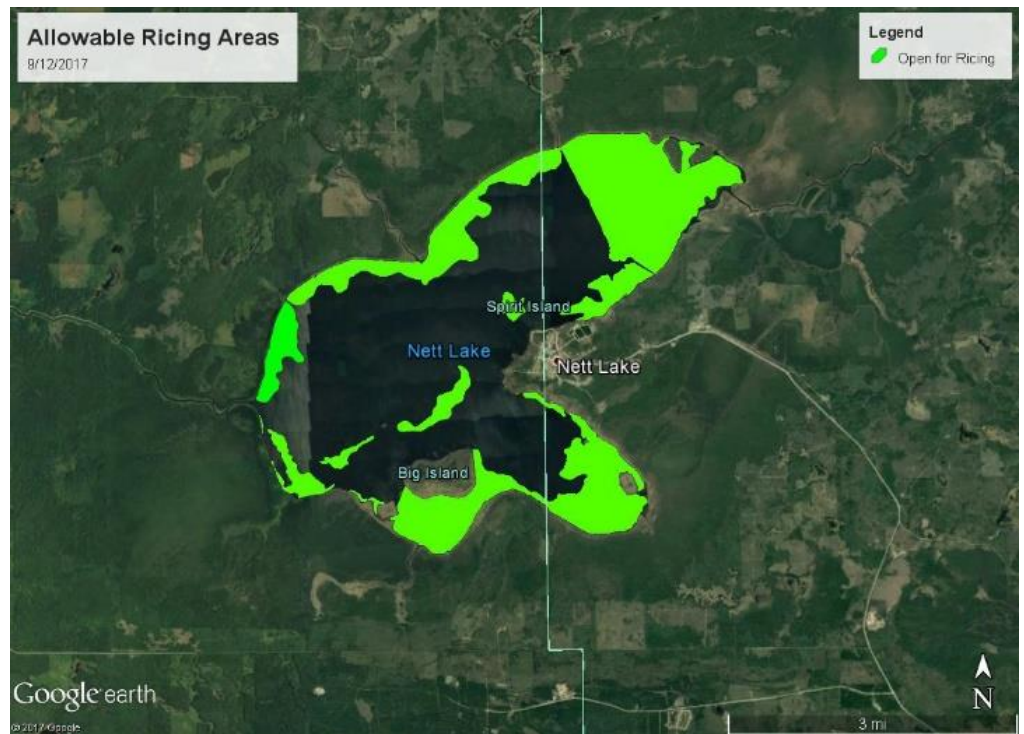 Allowable Ricing Areas
9/12/2017
Legend
Open for Ricing
Spirit Island
Nett Lake
Nett Lake
Big Island
Google earth
© 2017 Google
3 mi
N